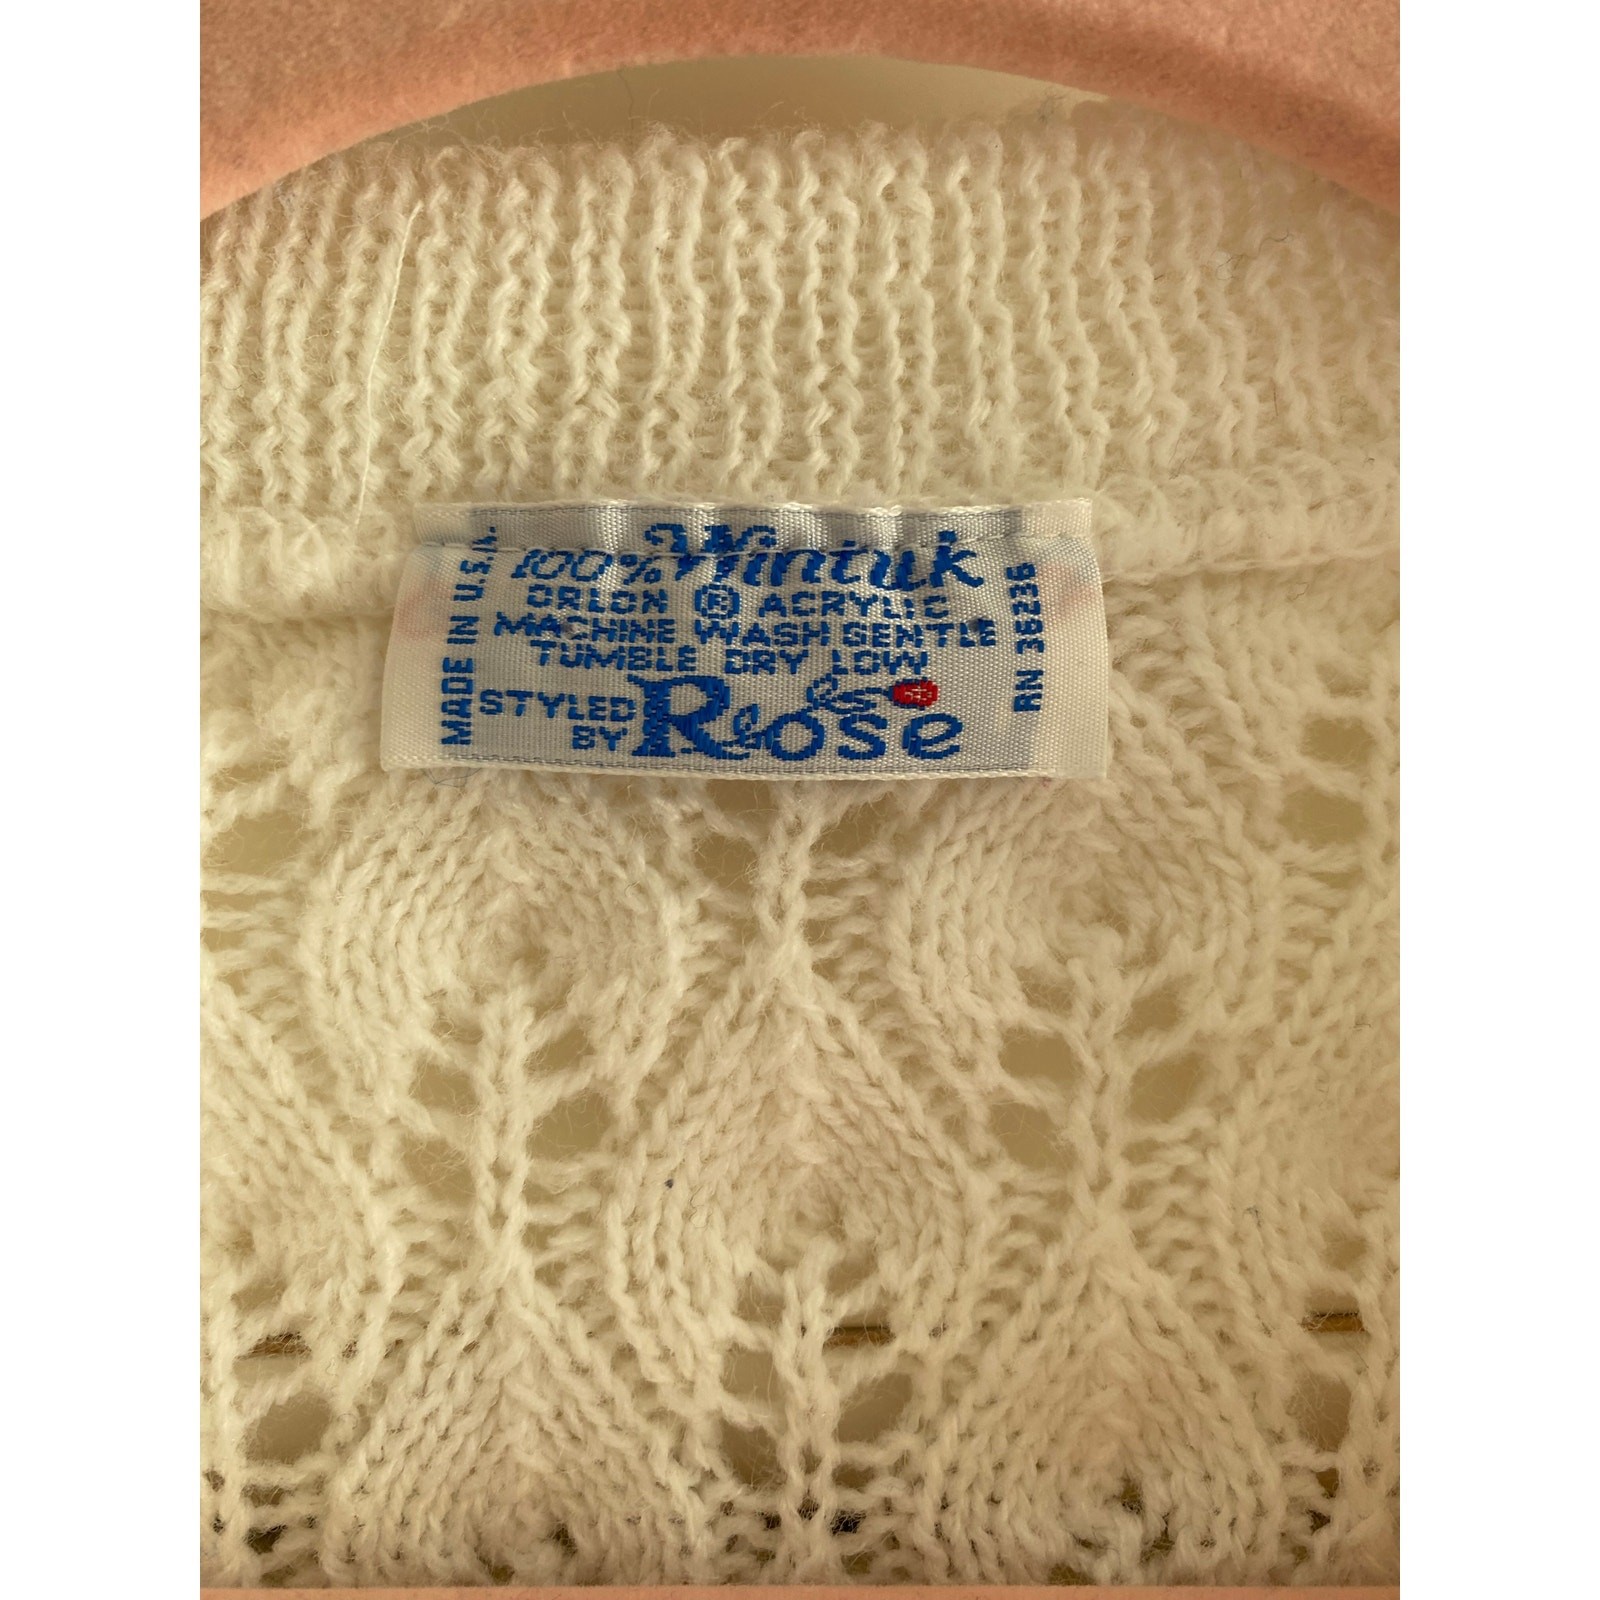 100% Wintuk
ORLON ® ACRYLIC
MACHINE WASH GENTLE
TUMBLE DRY LOW
STYLED BY Rose
MADE IN U.S.A.
RN 36236